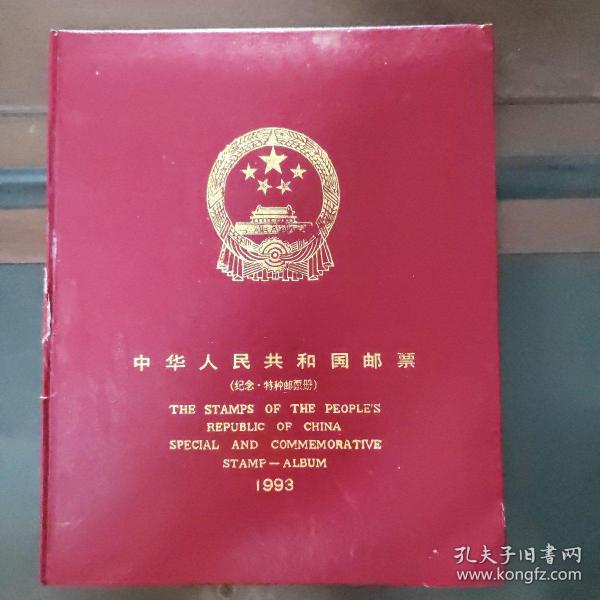 中华人民共和国邮票
(纪念·特种邮票册)
THE STAMPS OF THE PEOPLE'S
REPUBLIC OF CHINA
SPECIAL AND COMMEMORATIVE
STAMP—ALBUM
1993
孔夫子旧書网
www.kongfz.com